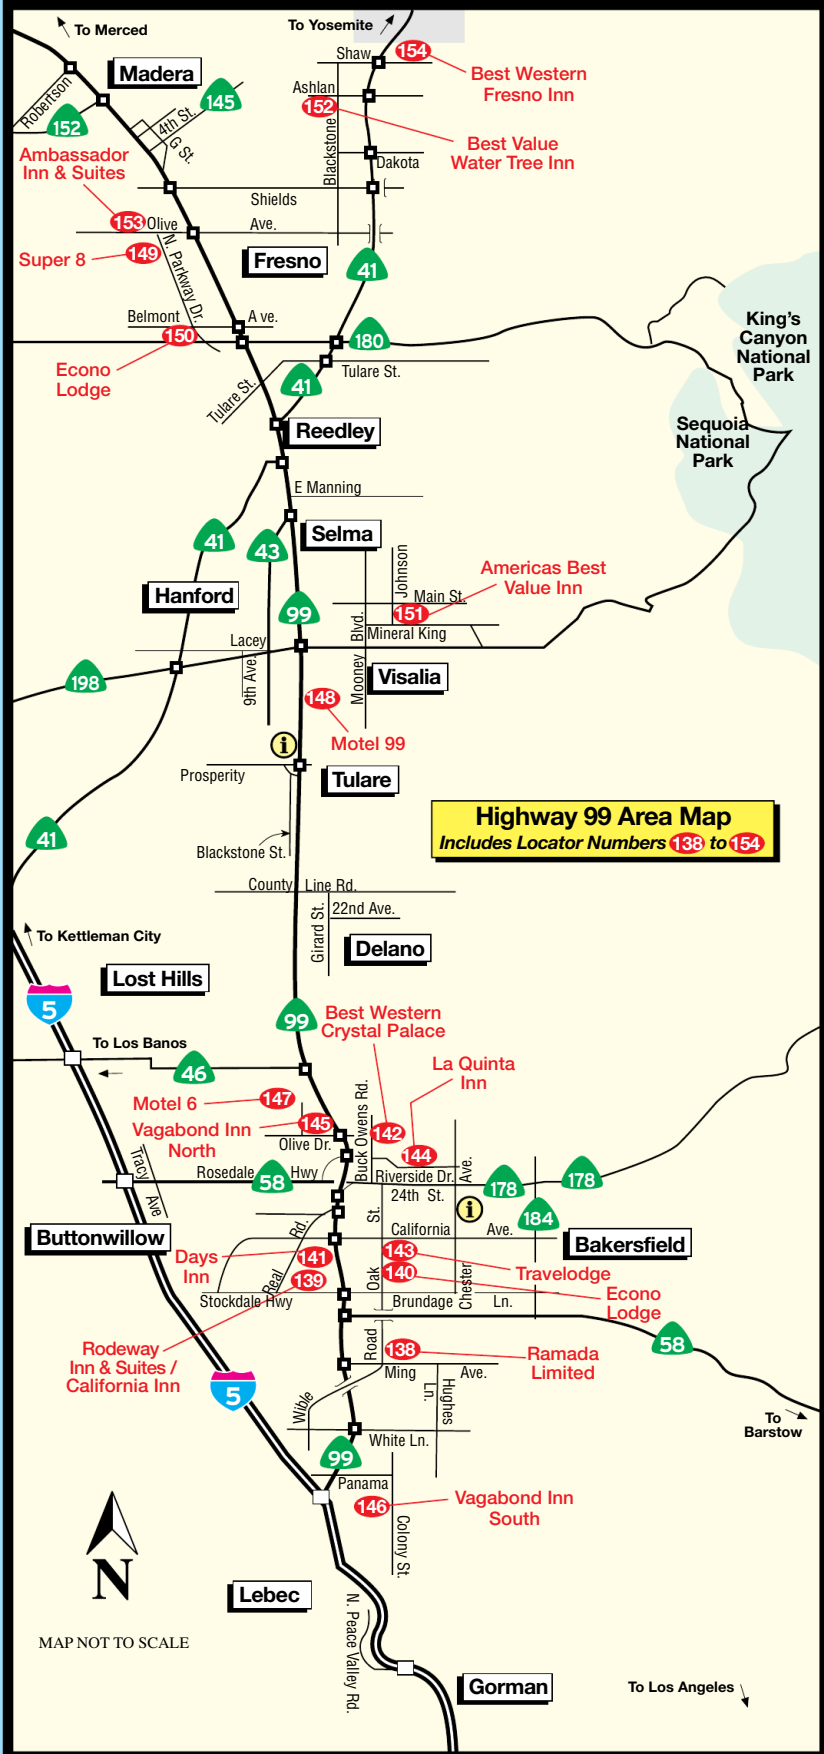 To Merced
To Yosemite
Shaw
154
Best Western
Fresno Inn
Madera
Robertson
152
145
4th St.
G St.
Ashlan
152
Blackstone
Best Value
Water Tree Inn
Dakota
Ambassador
Inn & Suites
Shields
153
Olive
Ave.
Super 8
149
N. Parkway Dr.
Fresno
41
Belmont
A ve.
150
180
Econo
Lodge
Tulare St.
41
Tulare St.
King's
Canyon
National
Park
Sequoia
National
Park
Reedley
E Manning
41
43
Selma
Hanford
99
Johnson
Main St.
Americas Best
Value Inn
151
Blvd.
Mineral King
Lacey
9th Ave.
Mooney
Visalia
198
148
Motel 99
i
Prosperity
Tulare
41
Blackstone St.
Highway 99 Area Map
Includes Locator Numbers 138 to 154
County Line Rd.
22nd Ave.
Girard St.
To Kettleman City
Delano
Lost Hills
5
99
Best Western
Crystal Palace
To Los Banos
46
La Quinta
Inn
Motel 6
147
Vagabond Inn
North
145
Olive Dr.
Buck Owens Rd.
142
144
Tracy
Ave
Rosedale
58
Hwy
Riverside Dr.
Ave.
24th St.
178
178
i
184
Buttonwillow
Rd.
St.
California
Ave.
Bakersfield
Days
Inn
141
143
Travelodge
139
Real
Oak
140
Chester
Econo
Lodge
Stockdale Hwy
Brundage
Ln.
Rodeway
Inn & Suites /
California Inn
Road
138
Ramada
Limited
58
5
Ming
Ave.
Wible
Hughes
Ln.
To
Barstow
White Ln.
99
Panama
146
Vagabond Inn
South
Colony St.
N
Lebec
MAP NOT TO SCALE
N. Peace Valley Rd.
Gorman
To Los Angeles